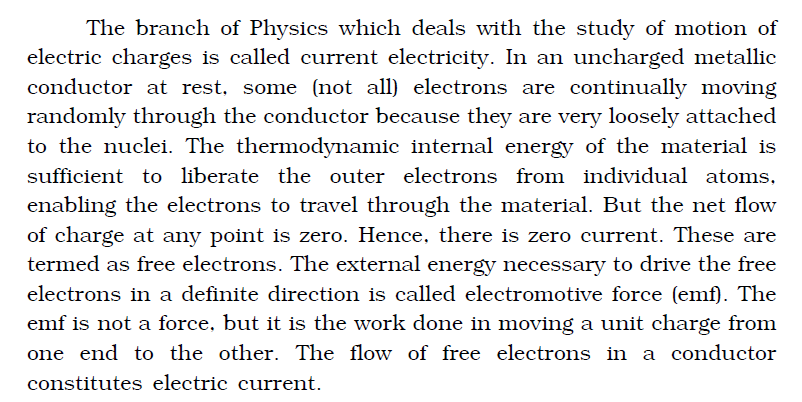 The branch of Physics which deals with the study of motion of
electric charges is called current electricity. In an uncharged metallic
conductor at rest, some (not all) electrons are continually moving
randomly through the conductor because they are very loosely attached
to the nuclei. The thermodynamic internal energy of the material is
sufficient to liberate the outer electrons from individual atoms,
enabling the electrons to travel through the material. But the net flow
of charge at any point is zero. Hence, there is zero current. These are
termed as free electrons. The external energy necessary to drive the free
electrons in a definite direction is called electromotive force (emf). The
emf is not a force, but it is the work done in moving a unit charge from
one end to the other. The flow of free electrons in a conductor
constitutes electric current.